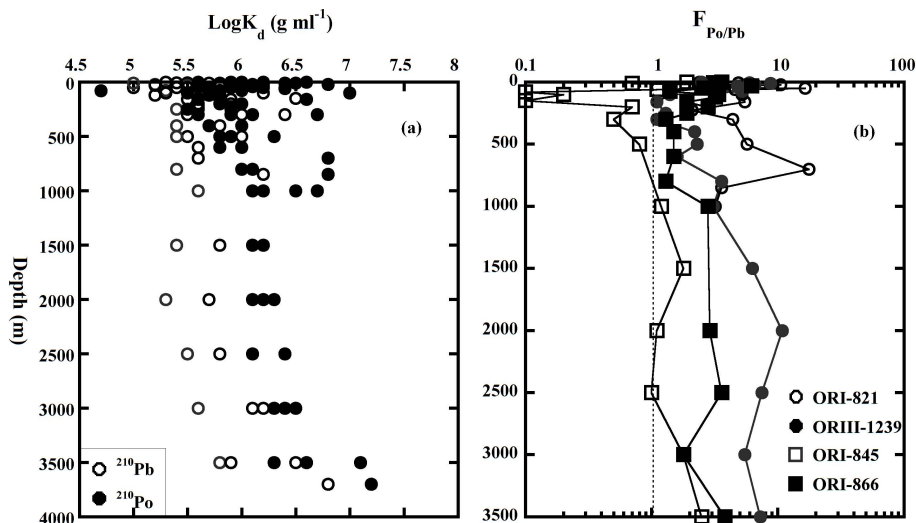 LogK_d (g ml^-1)
4.5 5 5.5 6 6.5 7 7.5 8
0
500
1000
1500
2000
2500
3000
3500
4000
Depth (m)
(a)
^210Pb
^210Po
F_Po/Pb
0.1 1 10 100
0
500
1000
1500
2000
2500
3000
3500
(b)
ORI-821
ORIII-1239
ORI-845
ORI-866